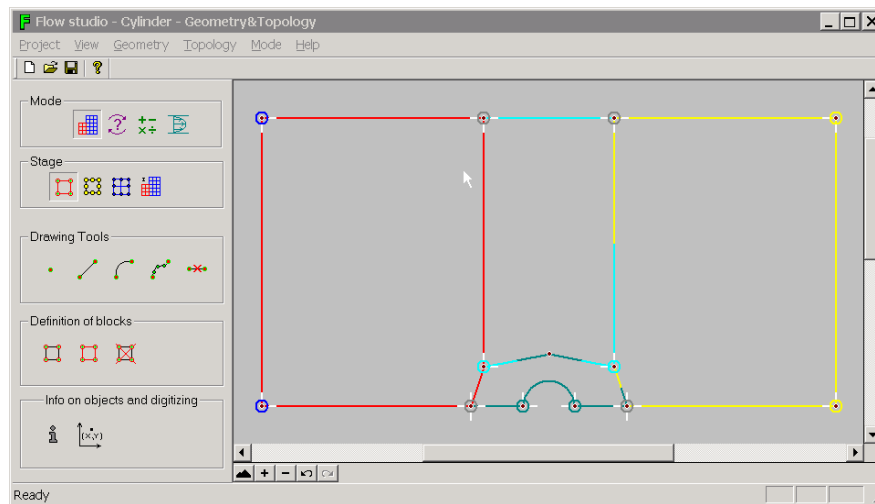 Flow studio - Cylinder - Geometry&Topology
Project View Geometry Topology Mode Help
Mode
Stage
Drawing Tools
Definition of blocks
Info on objects and digitizing
(x,y)
Ready